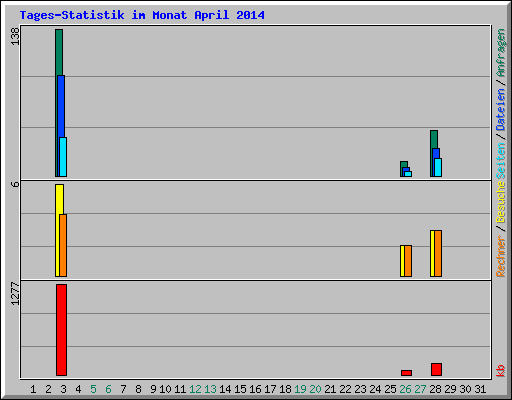 Tages-Statistik im Monat April 2014
138
6
1277
Anfragen / Dateien / Seiten
Besuche / Rechner
kb
1 2 3 4 5 6 7 8 9 10 11 12 13 14 15 16 17 18 19 20 21 22 23 24 25 26 27 28 29 30 31